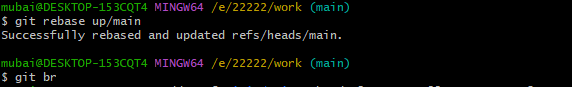 mubai@DESKTOP-153CQT4 MINGW64 /e/22222/work (main)
$ git rebase up/main
Successfully rebased and updated refs/heads/main.
mubai@DESKTOP-153CQT4 MINGW64 /e/22222/work (main)
$ git br